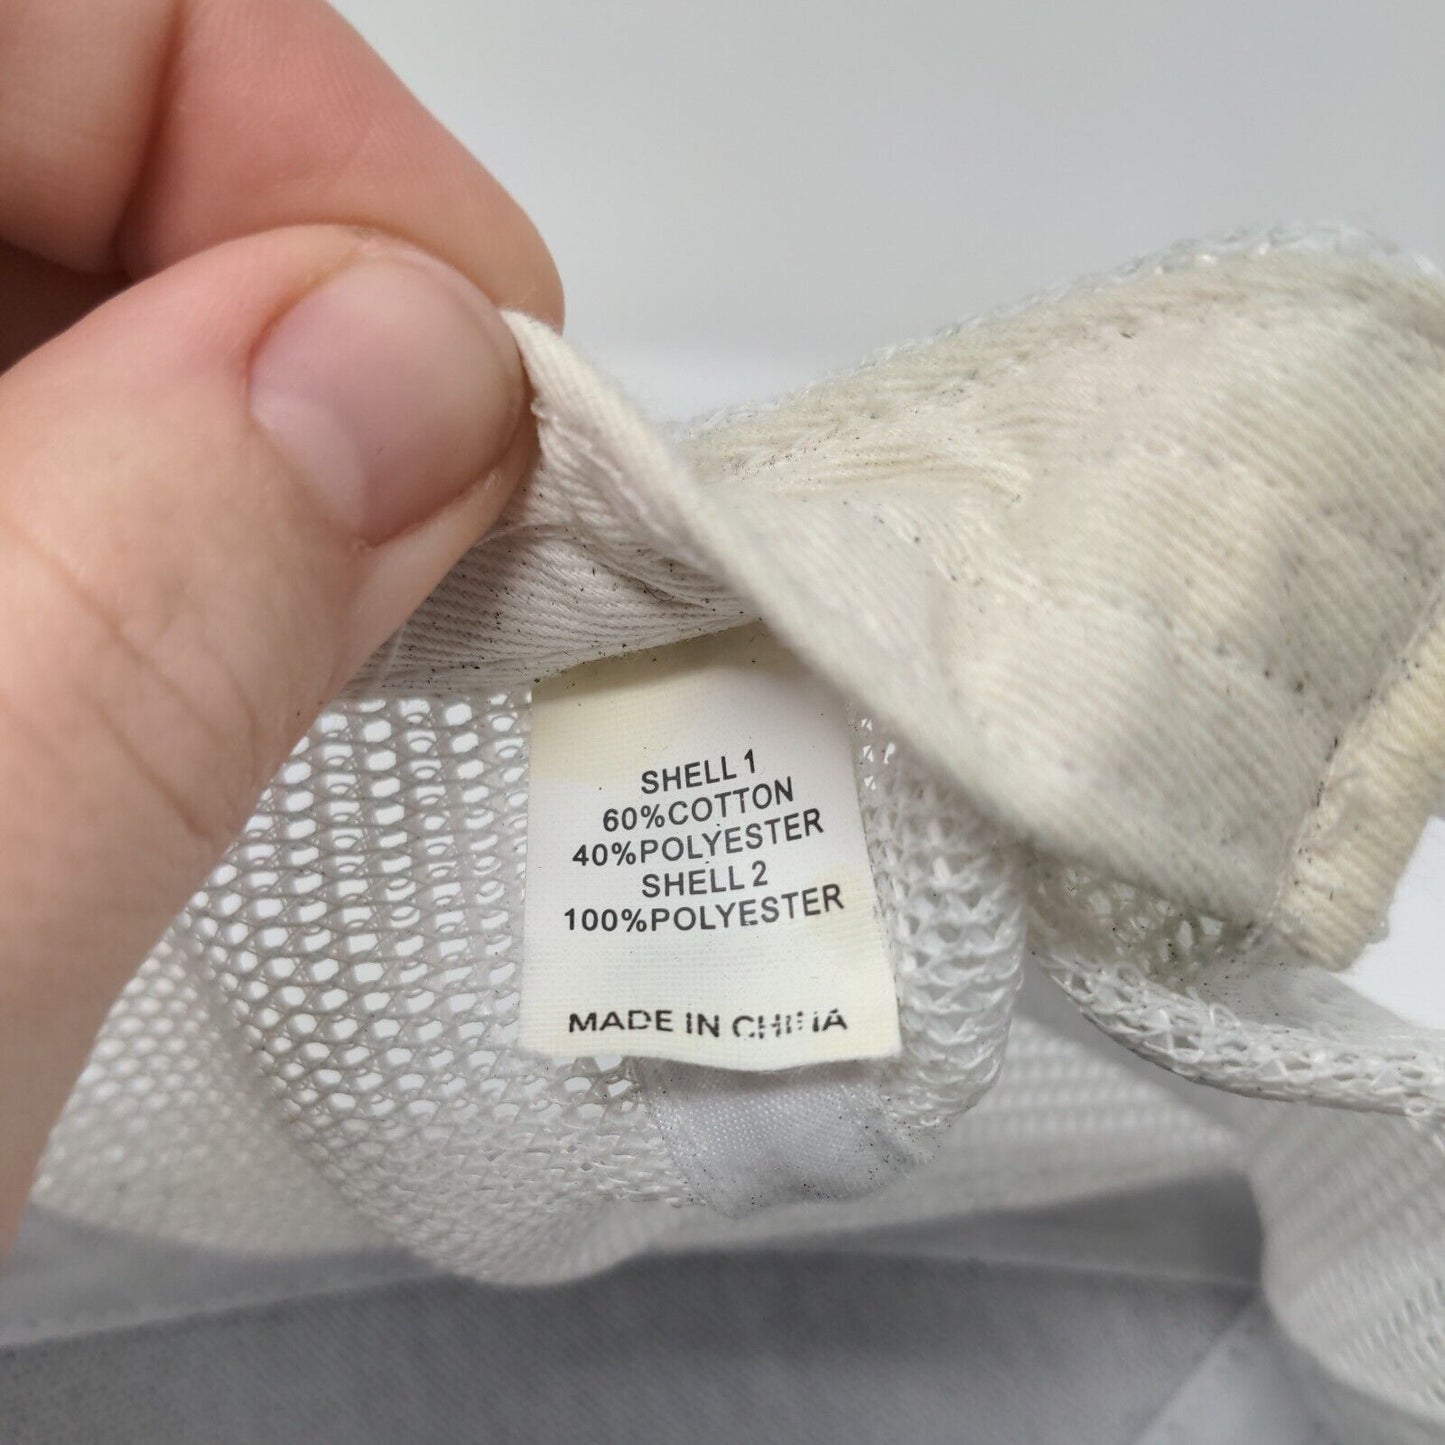 SHELL 1
60%COTTON
40%POLYESTER
SHELL 2
100%POLYESTER
MADE IN CHINA